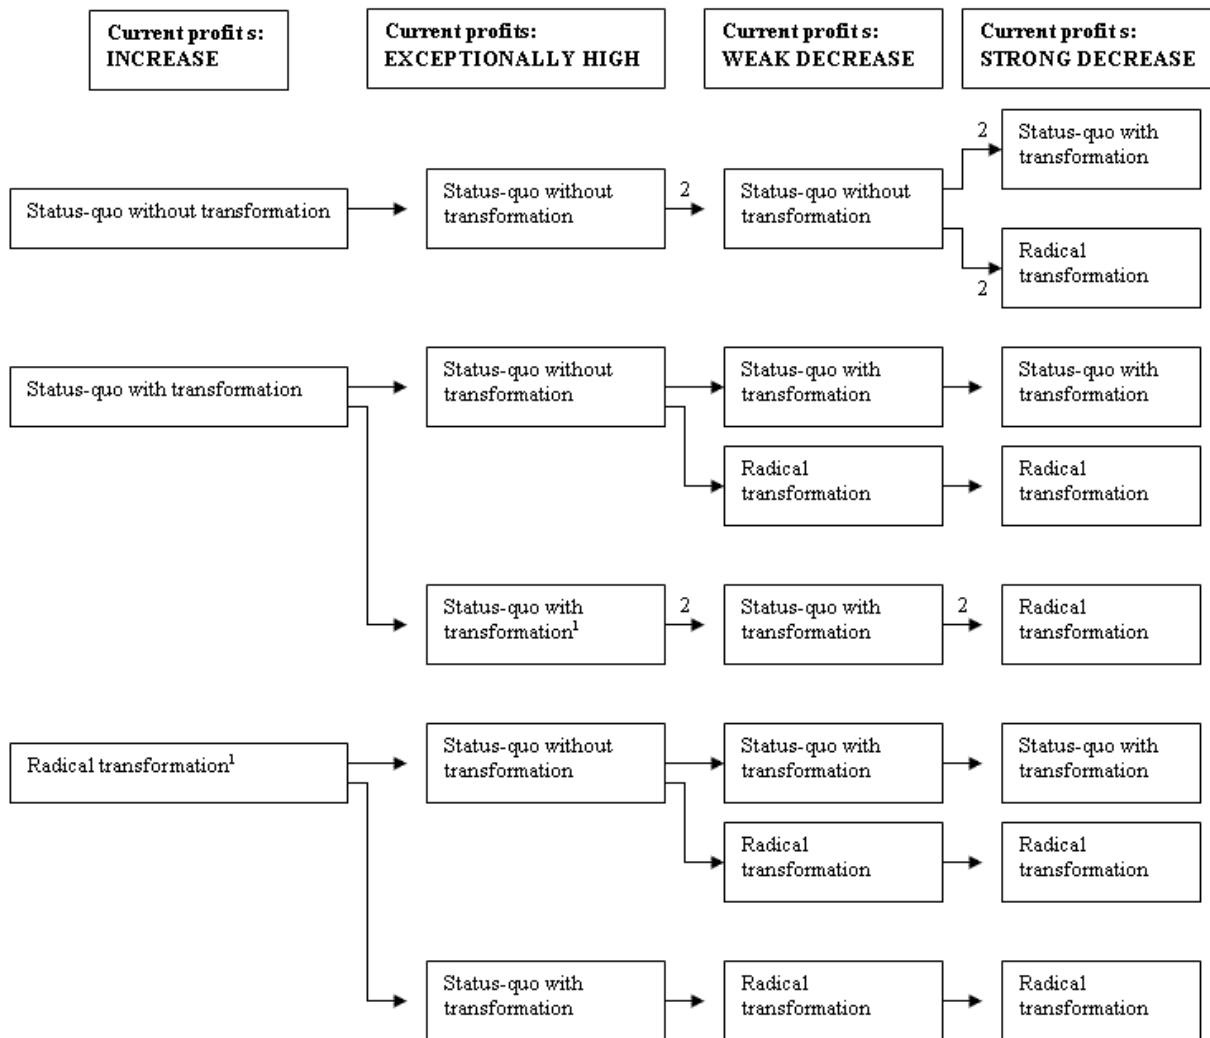 Current profit s:
INCREASE
Current profits:
EXCEPTIONALLY HIGH
Current profit s:
WEAK DECREASE
Current profit s:
STRONG DECREASE
Status-quo without transformation
Status-quo without
transformation
2
Status-quo without
transformation
2
Status-quo with
transformation
2
Radical
transformation
Status-quo with transformation
Status-quo without
transformation
Status-quo with
transformation
Status-quo with
transformation
Radical
transformation
Radical
transformation
Status-quo with
transformation¹
2
Status-quo with
transformation
2
Radical
transformation
Radical transformation¹
Status-quo without
transformation
Status-quo with
transformation
Status-quo with
transformation
Radical
transformation
Radical
transformation
Status-quo with
transformation
Radical
transformation
Radical
transformation